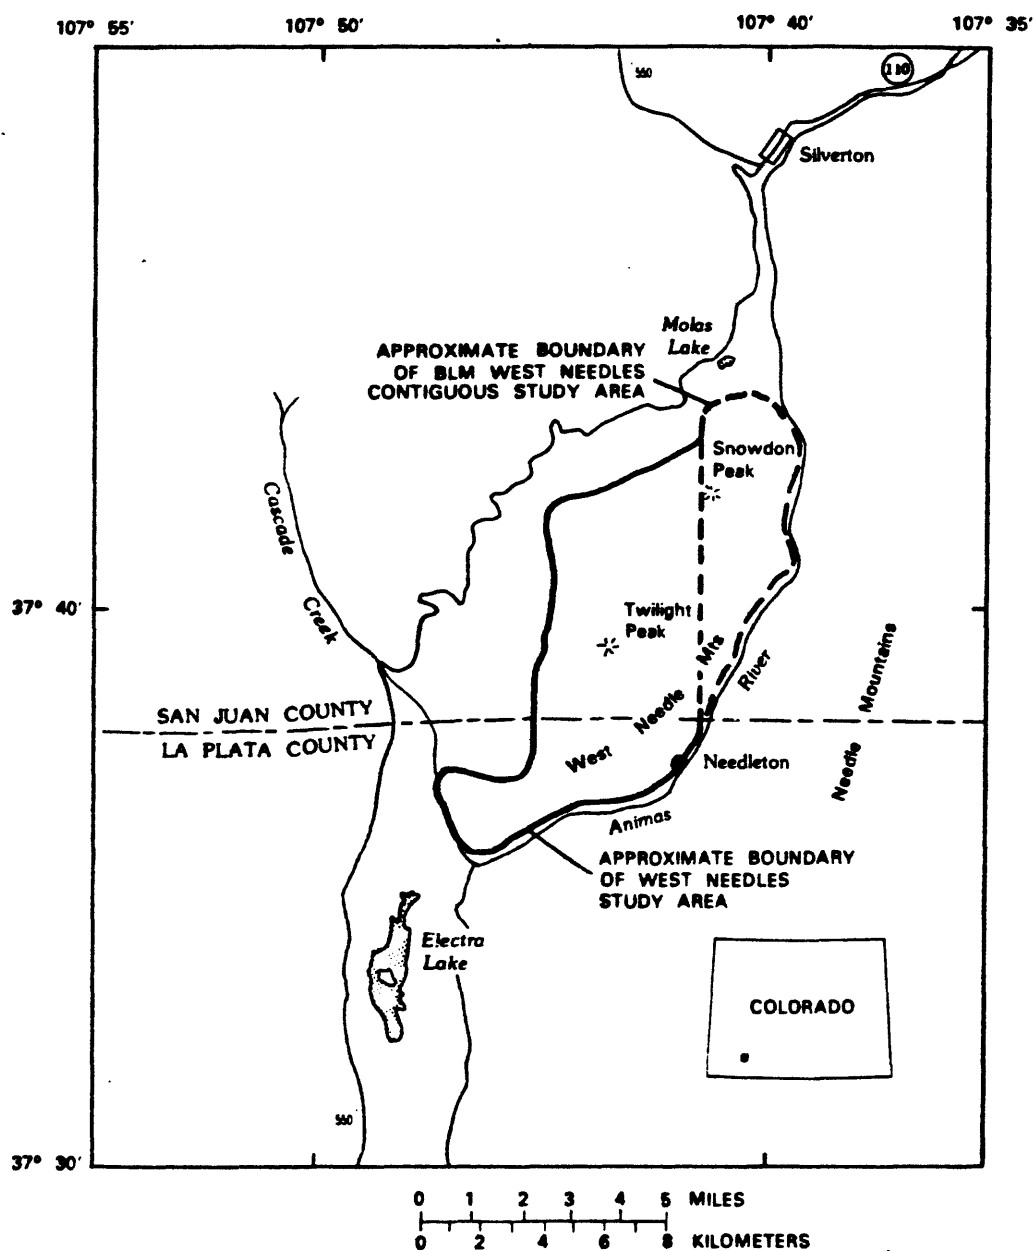 107° 55′ 107° 50′ 107° 40′ 107° 35′
550
110
Silverton
Molas
Lake
APPROXIMATE BOUNDARY
OF BLM WEST NEEDLES
CONTIGUOUS STUDY AREA
Snowdon
Peak
Cascade
Creek
37° 40′
Twilight
Peak
Mts
River
Mountains
SAN JUAN COUNTY
LA PLATA COUNTY
Needle
West
Needleton
Needle
Animas
APPROXIMATE BOUNDARY
OF WEST NEEDLES
STUDY AREA
Electra
Lake
COLORADO
550
37° 30′
0 1 2 3 4 5 MILES
0 2 4 6 8 KILOMETERS